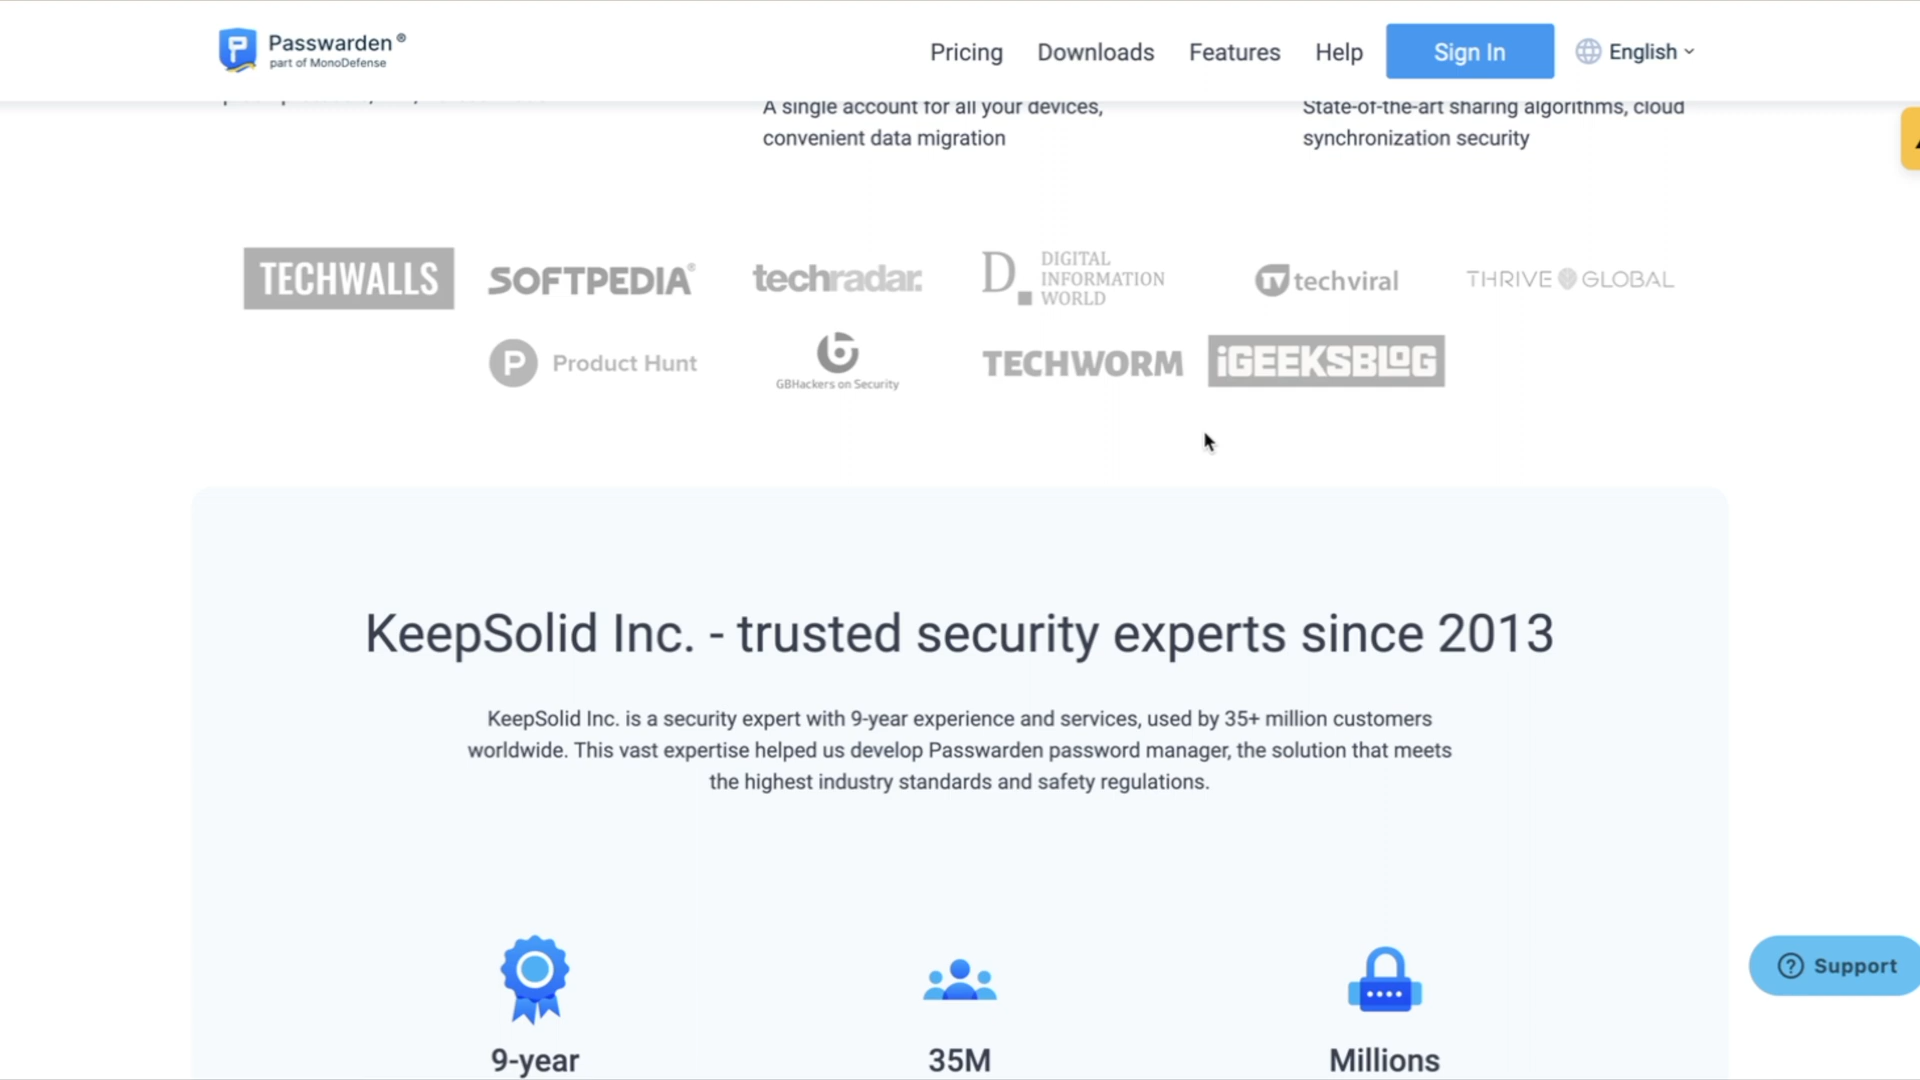 Passwarden®
part of MonoDefense
Pricing
Downloads
Features
Help
Sign In
English
A single account for all your devices,
convenient data migration
State-of-the-art sharing algorithms, cloud
synchronization security
TECHWALLS
SOFTPEDIA®
techradar.
D. DIGITAL
INFORMATION
WORLD
TV techviral
THRIVE GLOBAL
P Product Hunt
GBHackers on Security
TECHWORM
iGEEKSBLOG
KeepSolid Inc. - trusted security experts since 2013
KeepSolid Inc. is a security expert with 9-year experience and services, used by 35+ million customers
worldwide. This vast expertise helped us develop Passwarden password manager, the solution that meets
the highest industry standards and safety regulations.
9-year
35M
Millions
? Support